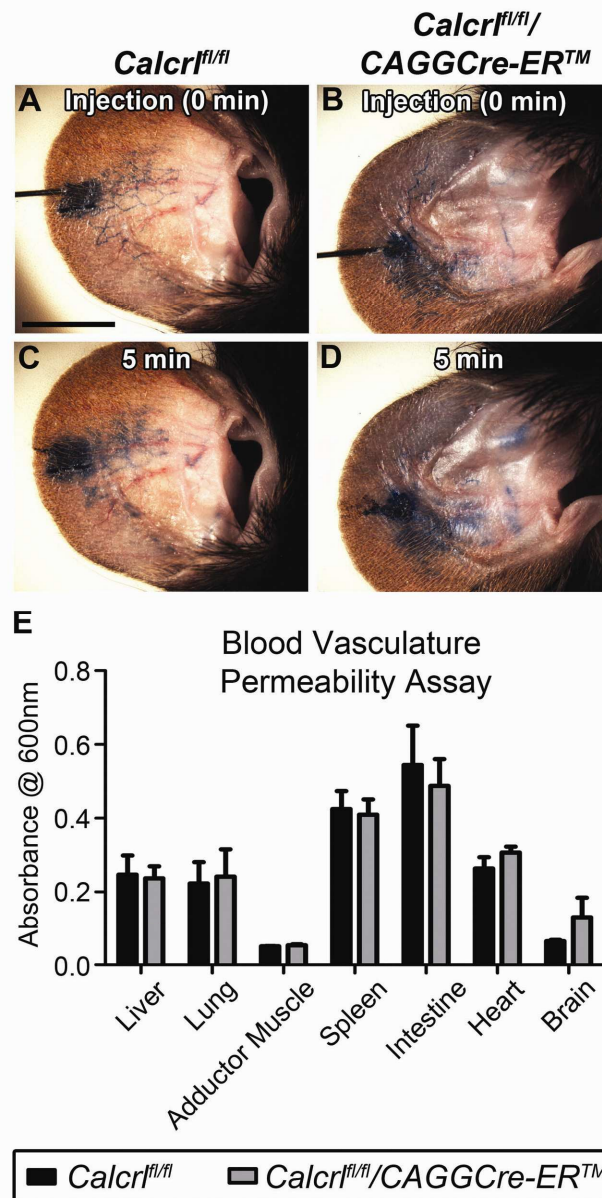 Calcrl^fl/fl
Calcrl^fl/fl/
CAGGCre-ER^TM
A Injection (0 min)
B Injection (0 min)
C 5 min
D 5 min
E
Blood Vasculature
Permeability Assay
Absorbance @ 600nm
0.8
0.6
0.4
0.2
0.0
Liver
Lung
Adductor Muscle
Spleen
Intestine
Heart
Brain
Calcrl^fl/fl
Calcrl^fl/fl/CAGGCre-ER^TM